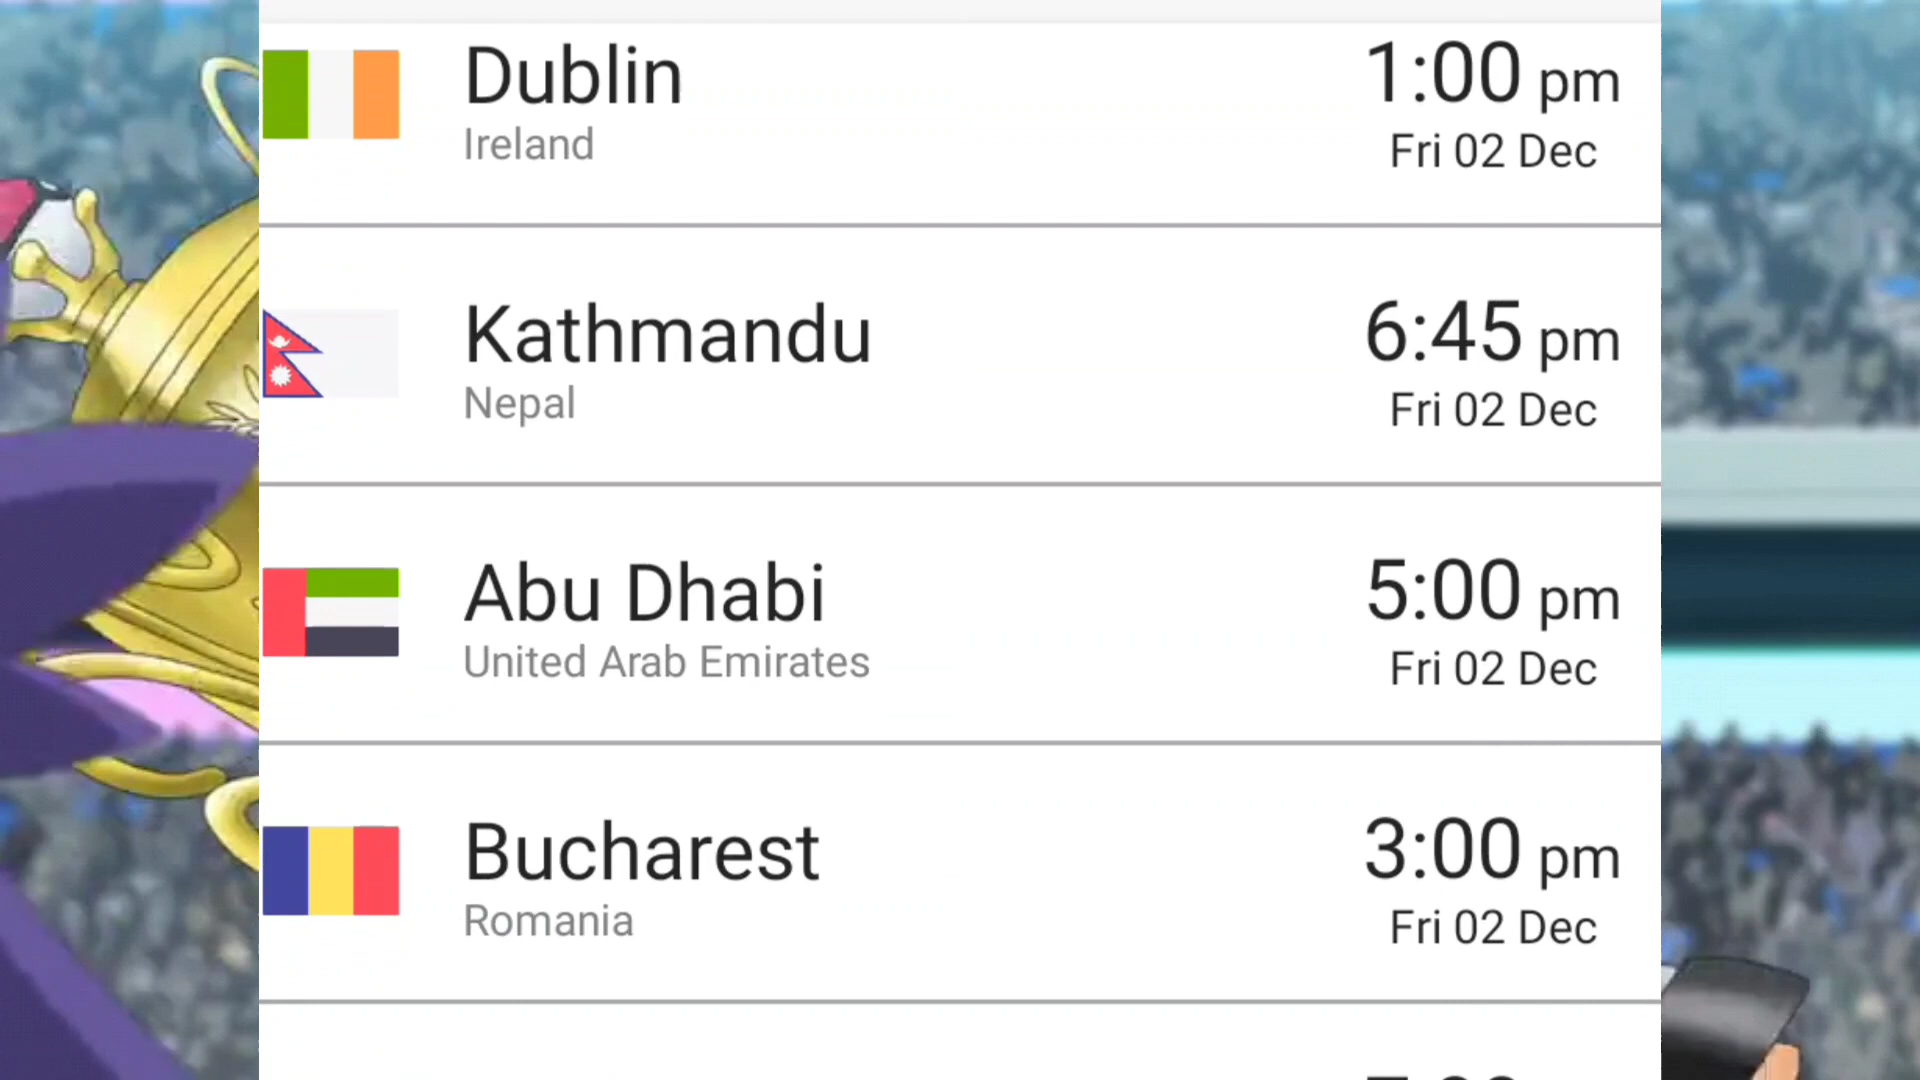 Dublin
1:00 pm
Ireland
Fri 02 Dec
Kathmandu
6:45 pm
Nepal
Fri 02 Dec
Abu Dhabi
5:00 pm
United Arab Emirates
Fri 02 Dec
Bucharest
3:00 pm
Romania
Fri 02 Dec